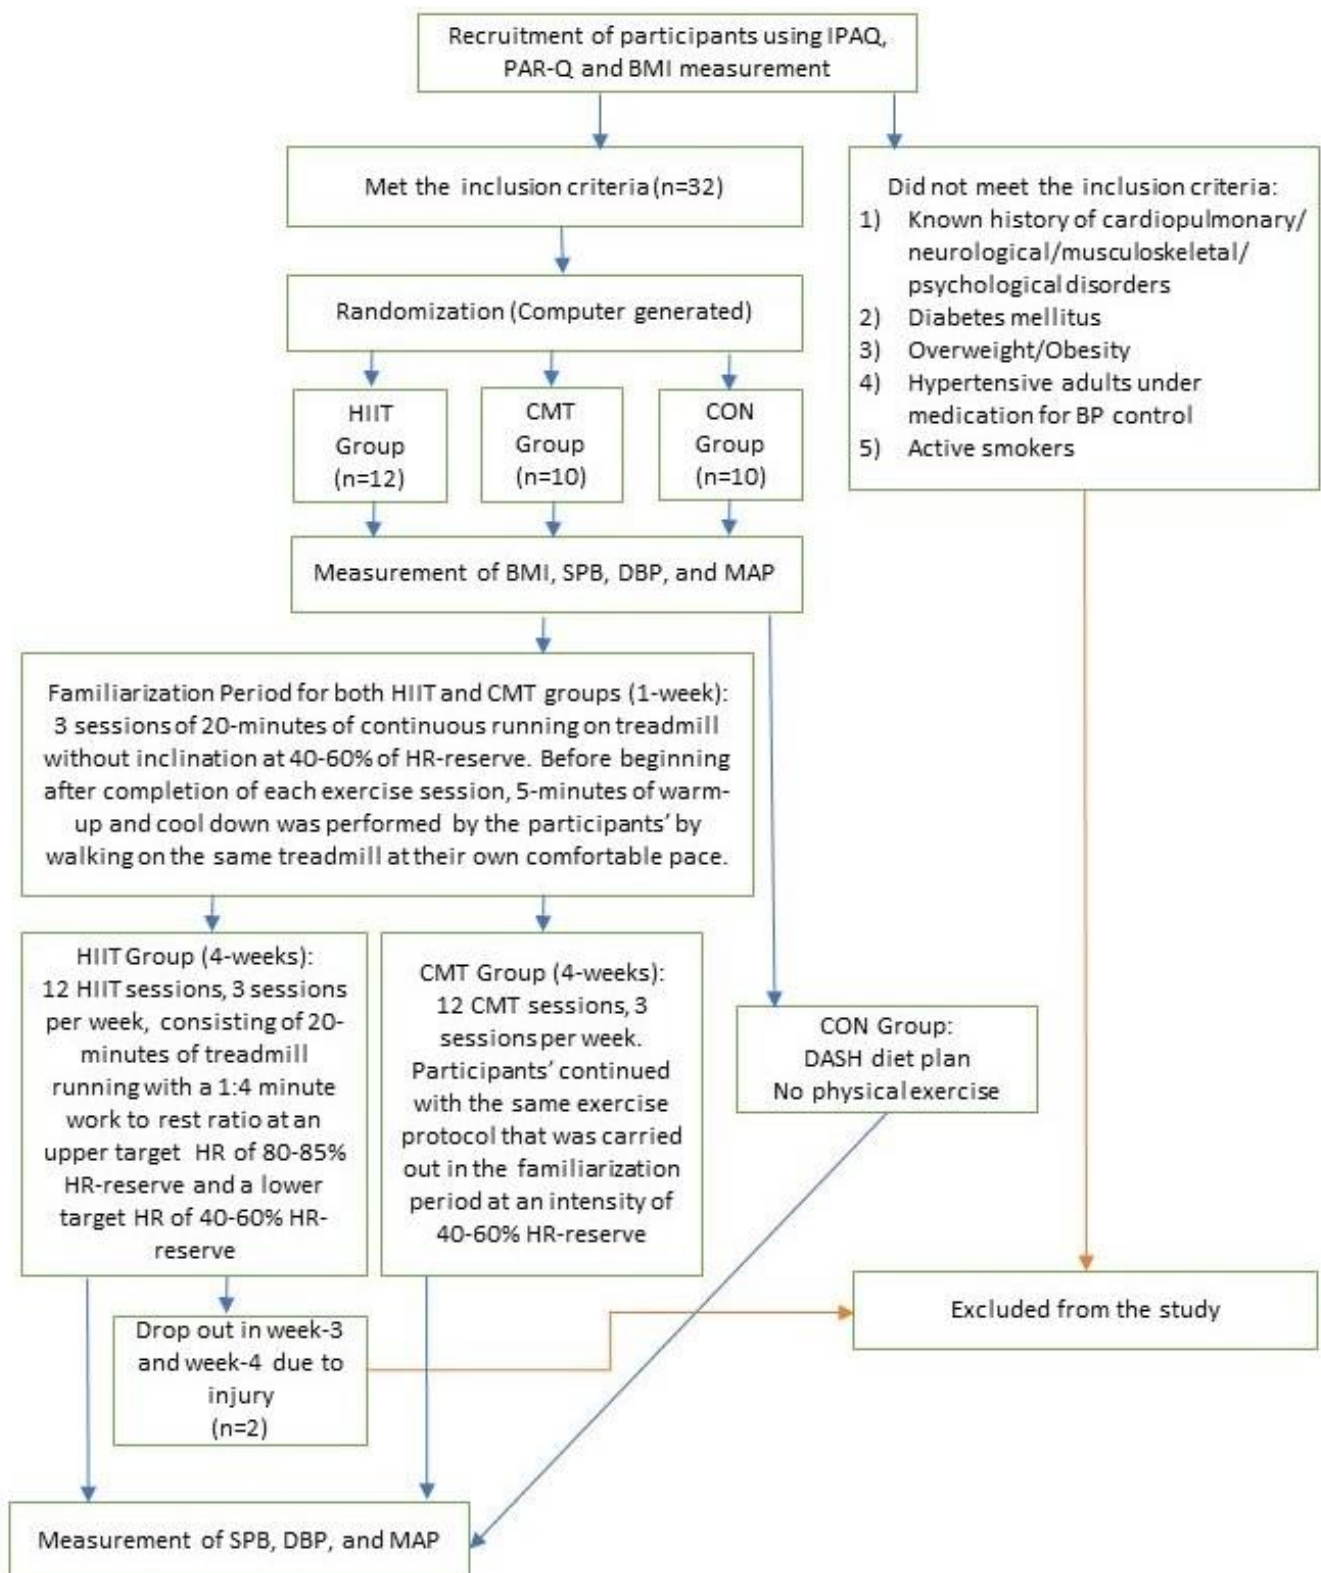 Recruitment of participants using IPAQ,
PAR-Q and BMI measurement
Met the inclusion criteria (n=32)
Did not meet the inclusion criteria:
1) Known history of cardiopulmonary/
neurological/musculoskeletal/
psychological disorders
2) Diabetes mellitus
3) Overweight/Obesity
4) Hypertensive adults under
medication for BP control
5) Active smokers
Randomization (Computer generated)
HIIT
Group
(n=12)
CMT
Group
(n=10)
CON
Group
(n=10)
Measurement of BMI, SPB, DBP, and MAP
Familiarization Period for both HIIT and CMT groups (1-week):
3 sessions of 20-minutes of continuous running on treadmill
without inclination at 40-60% of HR-reserve. Before beginning
after completion of each exercise session, 5-minutes of warm-
up and cool down was performed by the participants' by
walking on the same treadmill at their own comfortable pace.
HIIT Group (4-weeks):
12 HIIT sessions, 3 sessions
per week, consisting of 20-
minutes of treadmill
running with a 1:4 minute
work to rest ratio at an
upper target HR of 80-85%
HR-reserve and a lower
target HR of 40-60% HR-
reserve
CMT Group (4-weeks):
12 CMT sessions, 3
sessions per week.
Participants' continued
with the same exercise
protocol that was carried
out in the familiarization
period at an intensity of
40-60% HR-reserve
CON Group:
DASH diet plan
No physical exercise
Drop out in week-3
and week-4 due to
injury
(n=2)
Excluded from the study
Measurement of SPB, DBP, and MAP